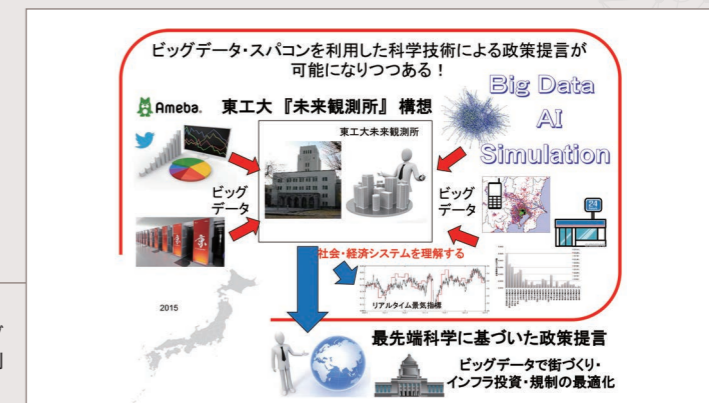 ビッグデータ・スパコンを利用した科学技術による政策提言が
可能になりつつある！
Ameba.
東工大『未来観測所』構想
Big Data
AI
Simulation
東工大未来観測所
ビッグ
データ
ビッグ
データ
京
24
社会・経済システムを理解する
リアルタイム景気指標
2015
最先端科学に基づいた政策提言
ビッグデータで街づくり・
インフラ投資・規制の最適化